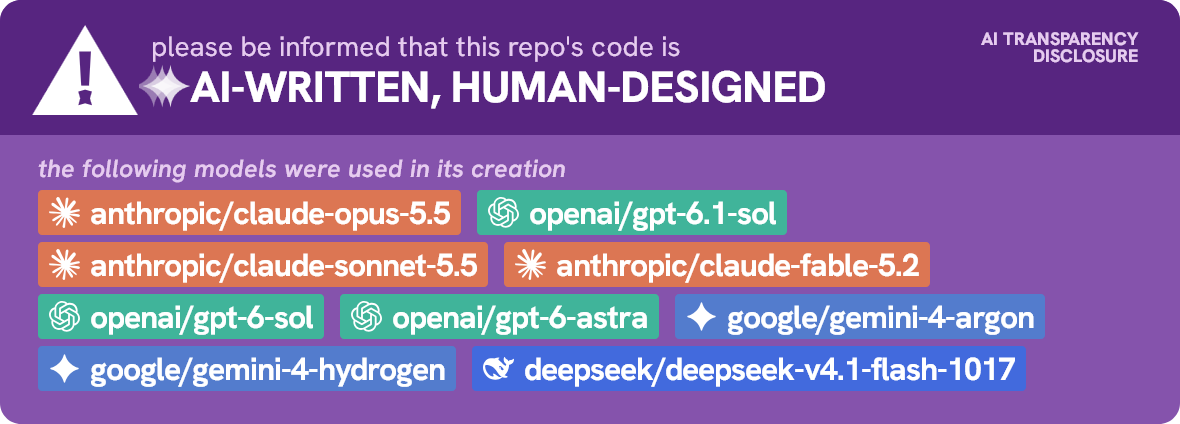 please be informed that this repo's code is
AI-WRITTEN, HUMAN-DESIGNED
AI TRANSPARENCY
DISCLOSURE
the following models were used in its creation
anthropic/claude-opus-5.5 openai/gpt-6.1-sol
anthropic/claude-sonnet-5.5 anthropic/claude-fable-5.2
openai/gpt-6-sol openai/gpt-6-astra google/gemini-4-argon
google/gemini-4-hydrogen deepseek/deepseek-v4.1-flash-1017